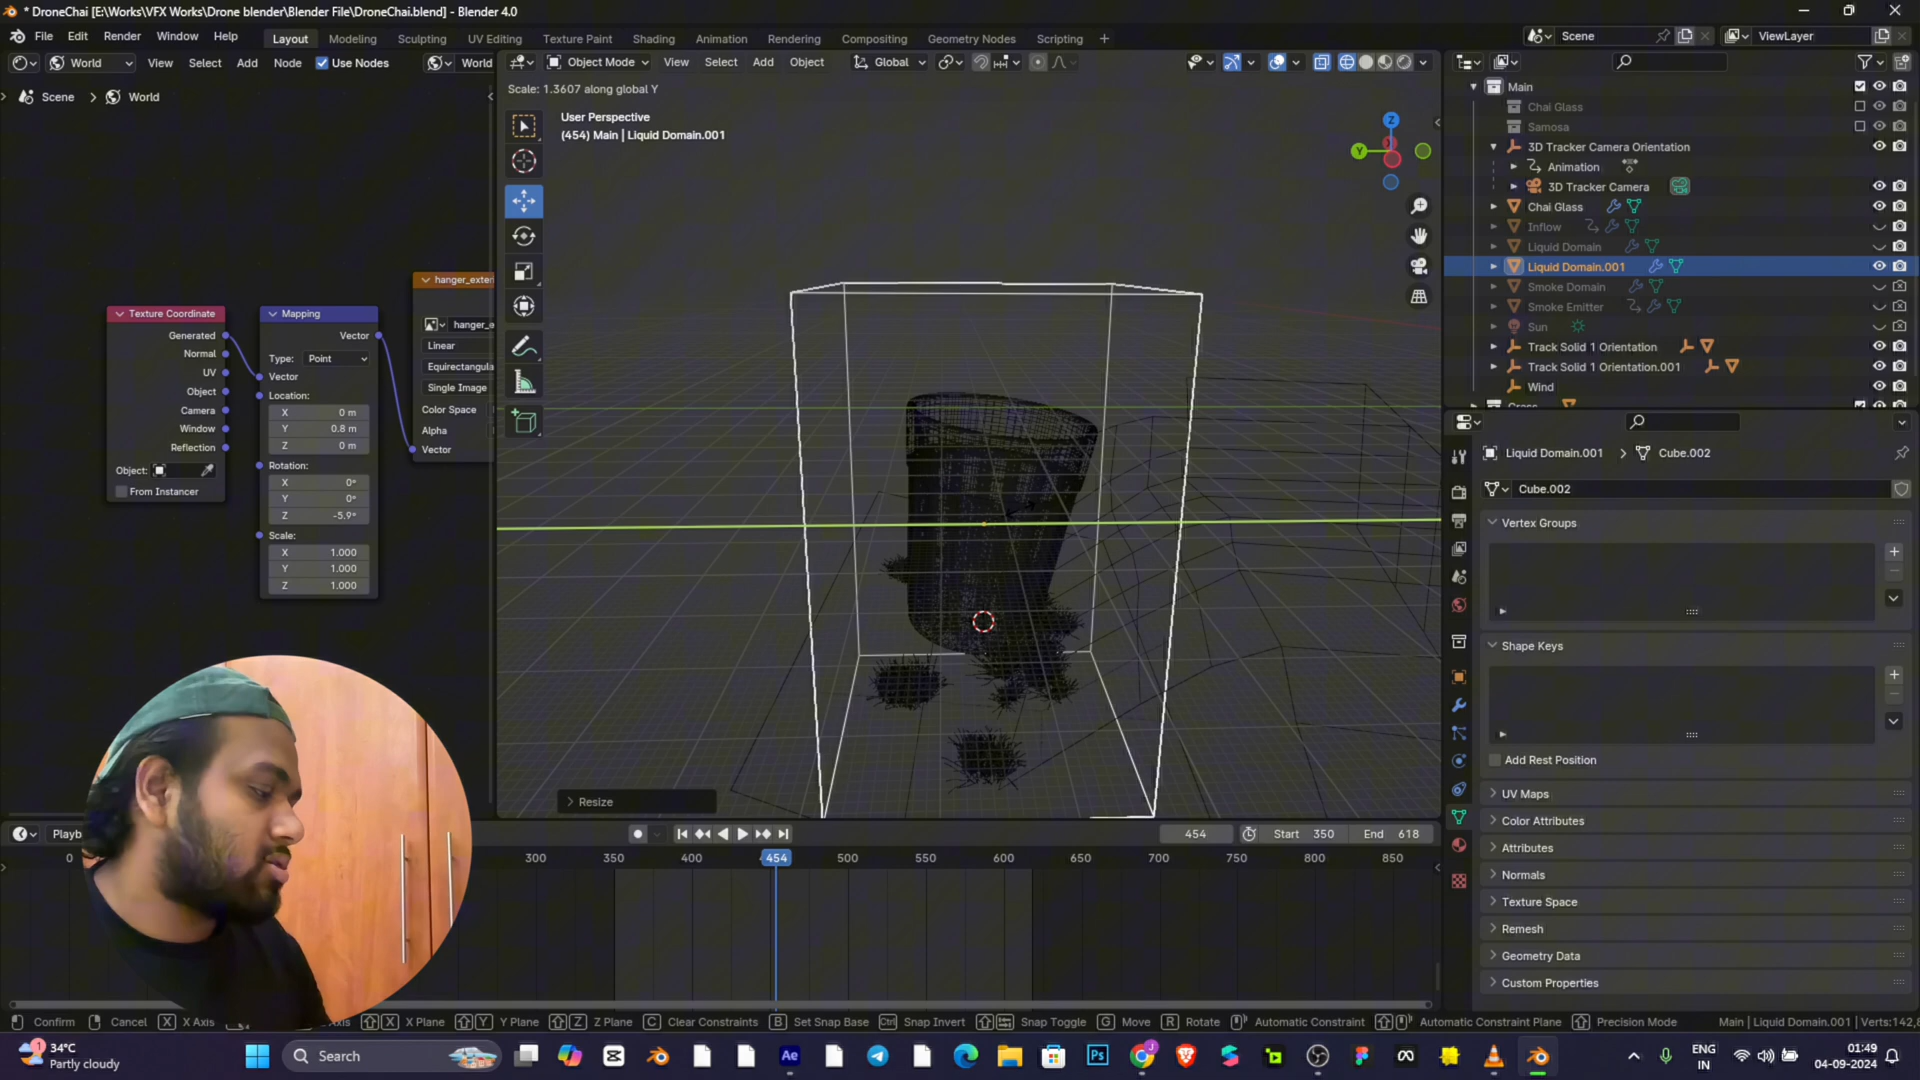 * DroneChai [E:\Works\VFX Works\Drone blender\Blender File\DroneChai.blend] - Blender 4.0
File Edit Render Window Help
Layout Modeling Sculpting UV Editing Texture Paint Shading Animation Rendering Compositing Geometry Nodes Scripting +
Scene ViewLayer
World View Select Add Node Use Nodes World
Object Mode View Select Add Object Global
Scene > World
Scale: 1.3607 along global Y
User Perspective
(454) Main | Liquid Domain.001
Z
Y
Main
Chai Glass
Samosa
3D Tracker Camera Orientation
Animation
3D Tracker Camera
Chai Glass
Inflow
Liquid Domain
Liquid Domain.001
Smoke Domain
Smoke Emitter
Sun
Track Solid 1 Orientation
Track Solid 1 Orientation.001
Wind
Texture Coordinate
Generated
Normal
UV
Object
Camera
Window
Reflection
Object:
From Instancer
Mapping
Vector
Type: Point
Vector
Location:
X 0 m
Y 0.8 m
Z 0 m
Rotation:
X 0°
Y 0°
Z -5.9°
Scale:
X 1.000
Y 1.000
Z 1.000
hanger_exteri
hanger_e
Linear
Equirectangula
Single Image
Color Space
Alpha
Vector
Resize
Liquid Domain.001 > Cube.002
Cube.002
Vertex Groups
Shape Keys
Add Rest Position
UV Maps
Color Attributes
Attributes
Normals
Texture Space
Remesh
Geometry Data
Custom Properties
Playb
454 Start 350 End 618
0 300 350 400 454 500 550 600 650 700 750 800 850
Confirm Cancel X X Axis Axis X X Plane Y Y Plane Z Z Plane C Clear Constraints B Set Snap Base Ctrl Snap Invert Snap Toggle G Move R Rotate Automatic Constraint Automatic Constraint Plane Precision Mode Main | Liquid Domain.001 | Verts:142,8
1
34°C
Partly cloudy
Search
Ae
Ps
J
ENG
IN
01:49
04-09-2024